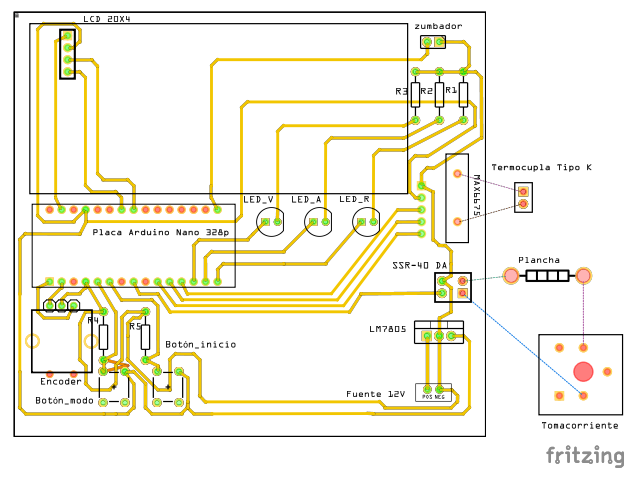 LCD 20X4
zumbador
R3 R2 R1
MAX6675
Termocupla Tipo K
LED_V LED_A LED_R
Placa Arduino Nano 328p
SSR-40 DA
Plancha
R4 R5
LM7805
Botón_inicio
Encoder
Fuente 12V
POS NEG
Botón_modo
Tomacorriente
fritzing